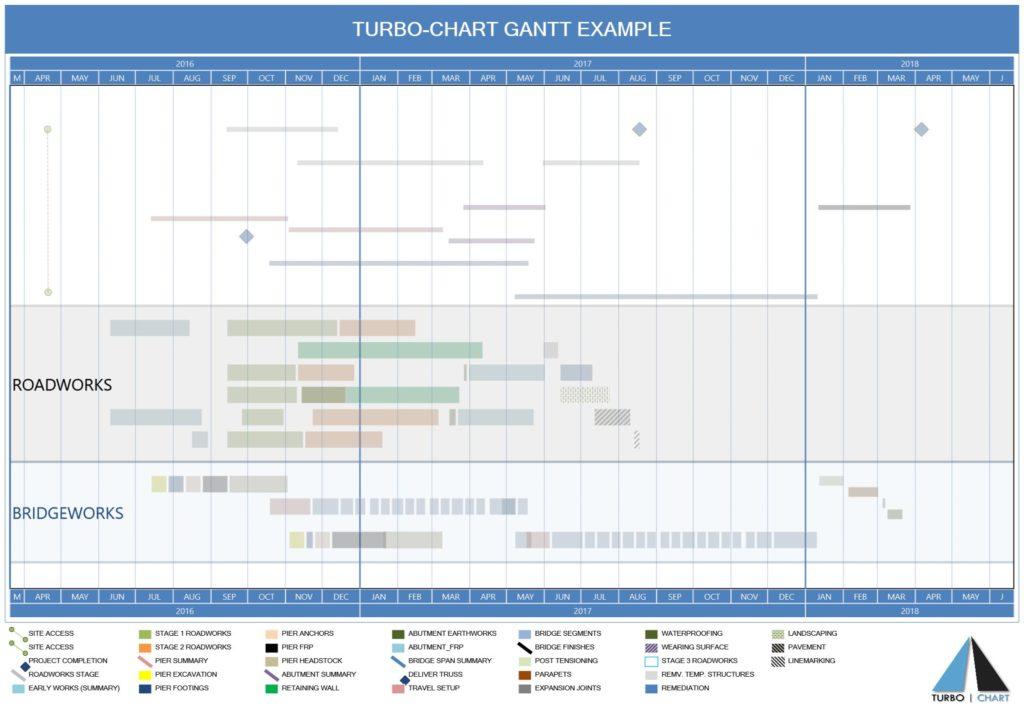 TURBO-CHART GANTT EXAMPLE
2016 2017 2018
M APR MAY JUN JUL AUG SEP OCT NOV DEC JAN FEB MAR APR MAY JUN JUL AUG SEP OCT NOV DEC JAN FEB MAR APR MAY J
ROADWORKS
BRIDGEWORKS
M APR MAY JUN JUL AUG SEP OCT NOV DEC JAN FEB MAR APR MAY JUN JUL AUG SEP OCT NOV DEC JAN FEB MAR APR MAY J
2016 2017 2018
SITE ACCESS STAGE 1 ROADWORKS PIER ANCHORS ABUTMENT EARTHWORKS BRIDGE SEGMENTS WATERPROOFING LANDSCAPING
SITE ACCESS STAGE 2 ROADWORKS PIER FRP ABUTMENT_FRP BRIDGE FINISHES WEARING SURFACE PAVEMENT
PROJECT COMPLETION PIER SUMMARY PIER HEADSTOCK BRIDGE SPAN SUMMARY POST TENSIONING STAGE 3 ROADWORKS LINEMARKING
ROADWORKS STAGE PIER EXCAVATION ABUTMENT SUMMARY DELIVER TRUSS PARAPETS REMV. TEMP. STRUCTURES
EARLY WORKS (SUMMARY) PIER FOOTINGS RETAINING WALL TRAVEL SETUP EXPANSION JOINTS REMEDIATION
TURBO | CHART